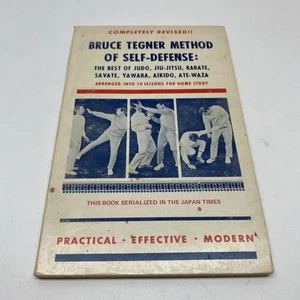 COMPLETELY REVISED!!
BRUCE TEGNER METHOD
OF SELF-DEFENSE:
THE BEST OF JUDO, JIU-JITSU, KARATE,
SAVATE, YAWARA, AIKIDO, ATE-WAZA
ARRANGED INTO 10 LESSONS FOR HOME STUDY
THIS BOOK SERIALIZED IN THE JAPAN TIMES
PRACTICAL · EFFECTIVE · MODERN